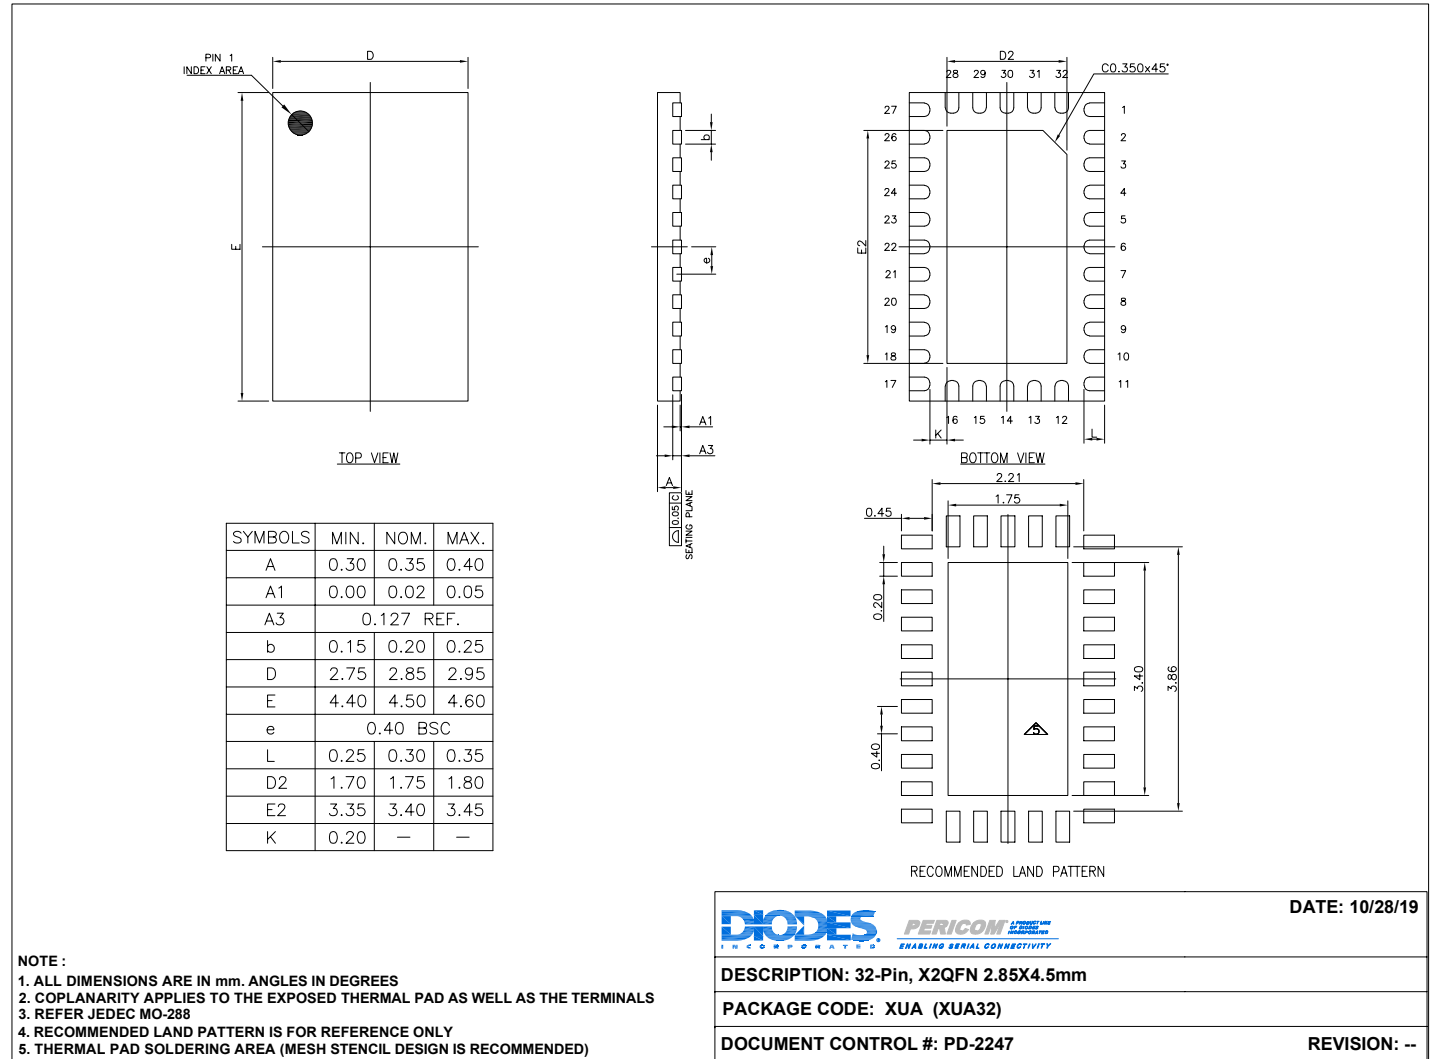 PIN 1
INDEX AREA
D
E
TOP VIEW
b
e
A1
A3
A
0.05 C
SEATING PLANE
D2
28 29 30 31 32
C0.350x45°
27 1
26 2
25 3
24 4
23 5
E2
22 6
21 7
20 8
19 9
18 10
17 11
16 15 14 13 12
K
L
BOTTOM VIEW
2.21
1.75
0.45
0.20
0.40
3.40
3.86
5
RECOMMENDED LAND PATTERN
SYMBOLS MIN. NOM. MAX.
A 0.30 0.35 0.40
A1 0.00 0.02 0.05
A3 0.127 REF.
b 0.15 0.20 0.25
D 2.75 2.85 2.95
E 4.40 4.50 4.60
e 0.40 BSC
L 0.25 0.30 0.35
D2 1.70 1.75 1.80
E2 3.35 3.40 3.45
K 0.20 — —
NOTE :
1. ALL DIMENSIONS ARE IN mm. ANGLES IN DEGREES
2. COPLANARITY APPLIES TO THE EXPOSED THERMAL PAD AS WELL AS THE TERMINALS
3. REFER JEDEC MO-288
4. RECOMMENDED LAND PATTERN IS FOR REFERENCE ONLY
5. THERMAL PAD SOLDERING AREA (MESH STENCIL DESIGN IS RECOMMENDED)
DIODES
INCORPORATED
PERICOM
A PRODUCT LINE
OF DIODES
INCORPORATED
ENABLING SERIAL CONNECTIVITY
DATE: 10/28/19
DESCRIPTION: 32-Pin, X2QFN 2.85X4.5mm
PACKAGE CODE: XUA (XUA32)
DOCUMENT CONTROL #: PD-2247
REVISION: --